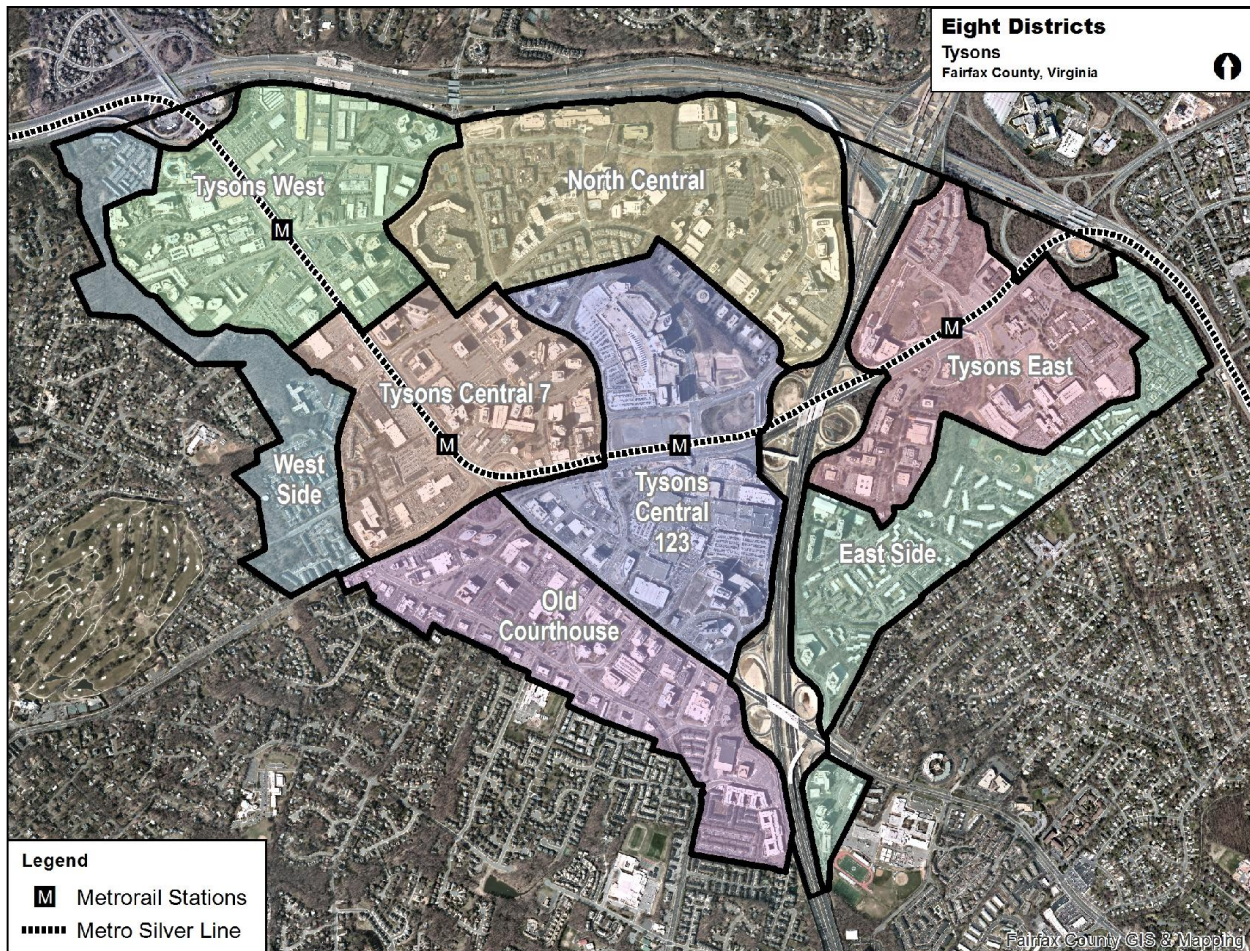 Eight Districts
Tysons
Fairfax County, Virginia
Tysons West
North Central
M
M
Tysons East
Tysons Central 7
M
M
West
Side
Tysons
Central
123
East Side
Old
Courthouse
Legend
M Metrorail Stations
Metro Silver Line
Fairfax County GIS & Mapping